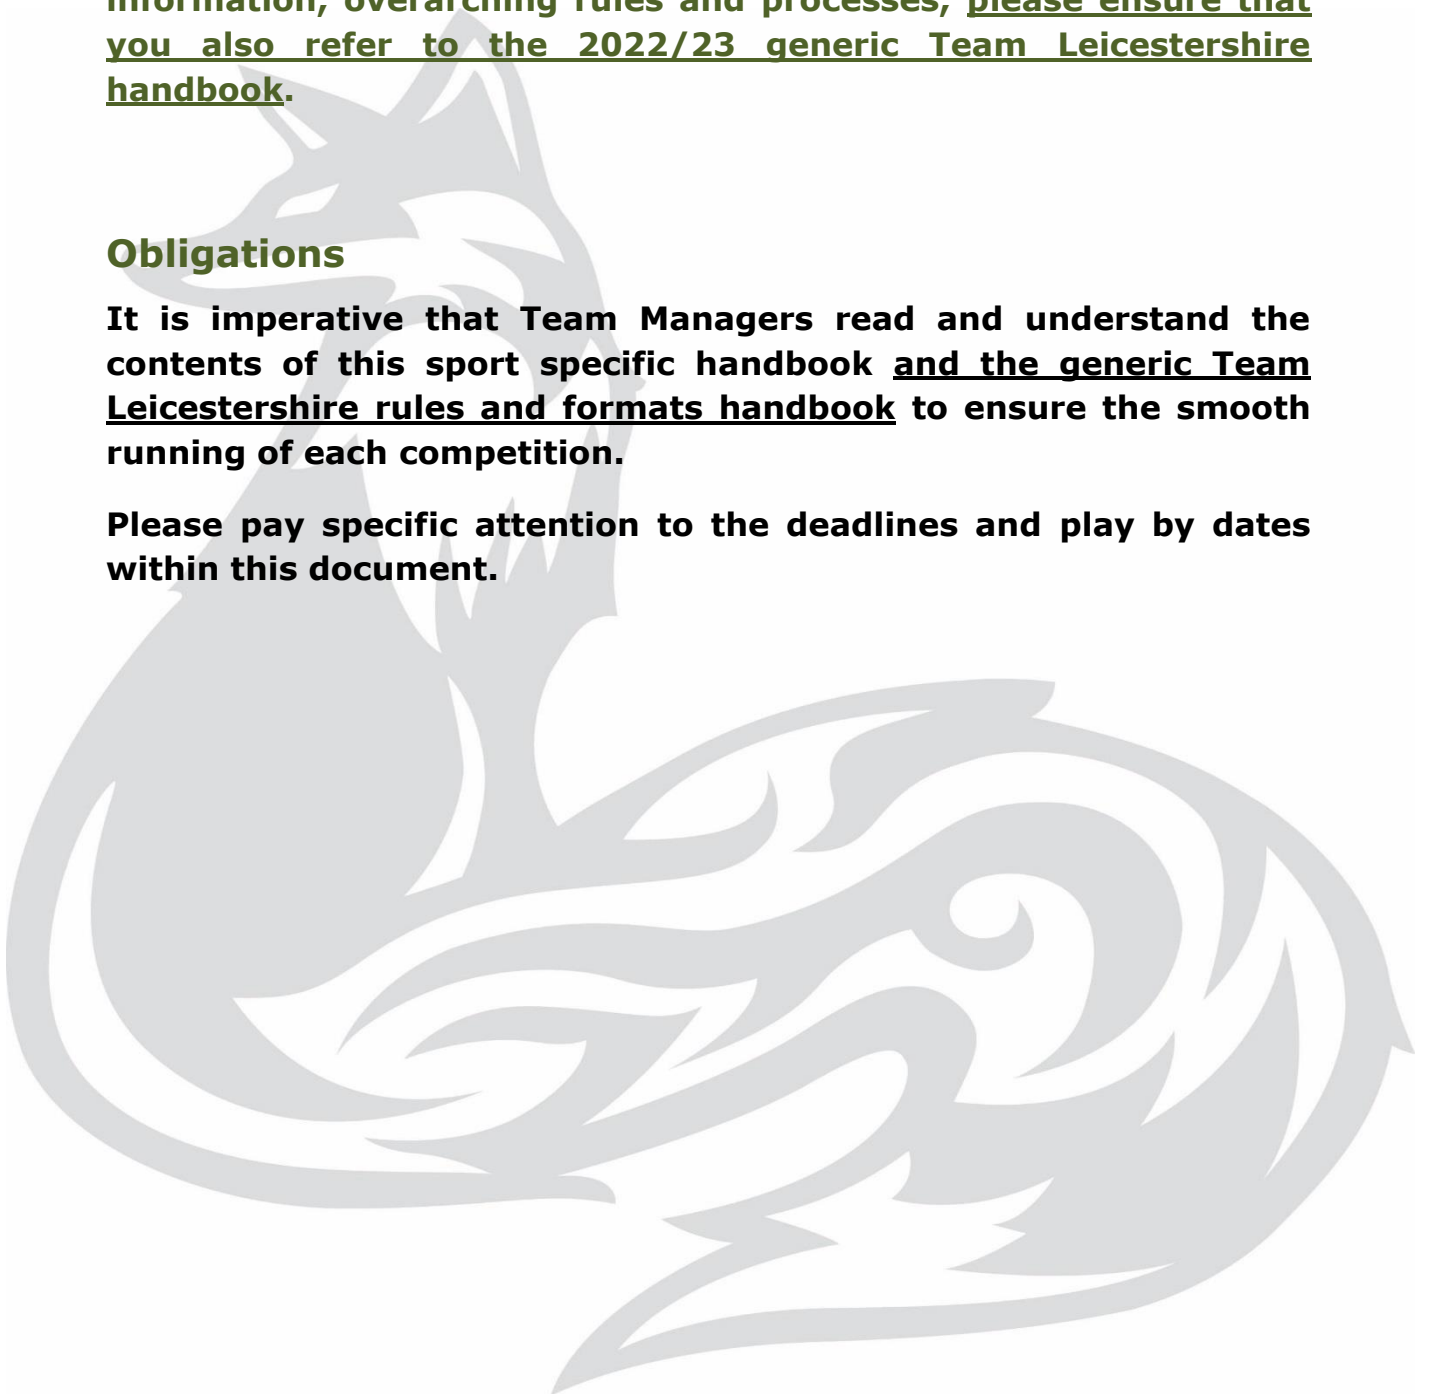 information, overarching rules and processes, please ensure that
you also refer to the 2022/23 generic Team Leicestershire
handbook.
Obligations
It is imperative that Team Managers read and understand the
contents of this sport specific handbook and the generic Team
Leicestershire rules and formats handbook to ensure the smooth
running of each competition.
Please pay specific attention to the deadlines and play by dates
within this document.